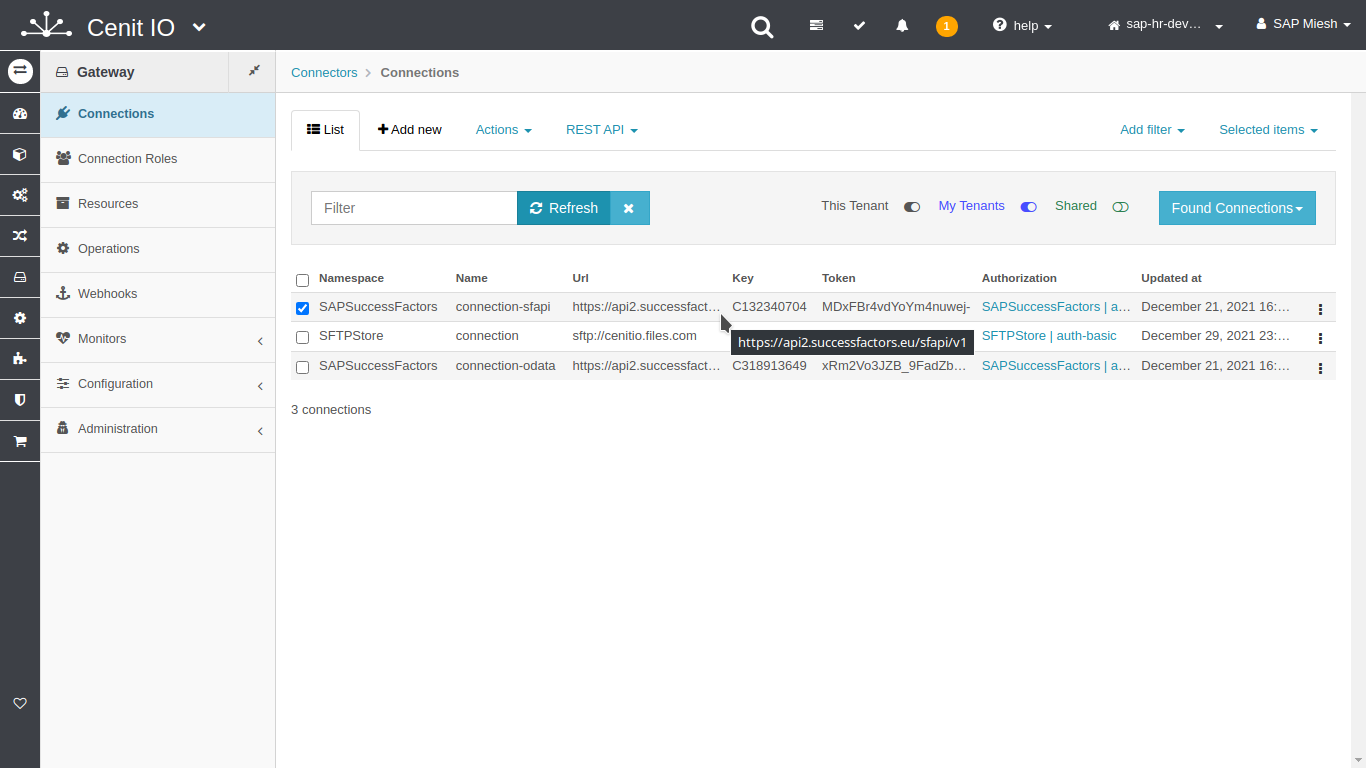 Cenit IO
1
help
sap-hr-dev…
SAP Miesh
Gateway
Connectors
Connections
Connections
Connection Roles
Resources
Operations
Webhooks
Monitors
Configuration
Administration
List
Add new
Actions
REST API
Add filter
Selected items
Filter
Refresh
This Tenant
My Tenants
Shared
Found Connections
Namespace Name Url Key Token Authorization Updated at
SAPSuccessFactors connection-sfapi https://api2.successfact… C132340704 MDxFBr4vdYoYm4nuwej- SAPSuccessFactors | a… December 21, 2021 16:…
SFTPStore connection sftp://cenitio.files.com SFTPStore | auth-basic December 29, 2021 23:…
https://api2.successfactors.eu/sfapi/v1
SAPSuccessFactors connection-odata https://api2.successfact… C318913649 xRm2Vo3JZB_9FadZb… SAPSuccessFactors | a… December 21, 2021 16:…
3 connections